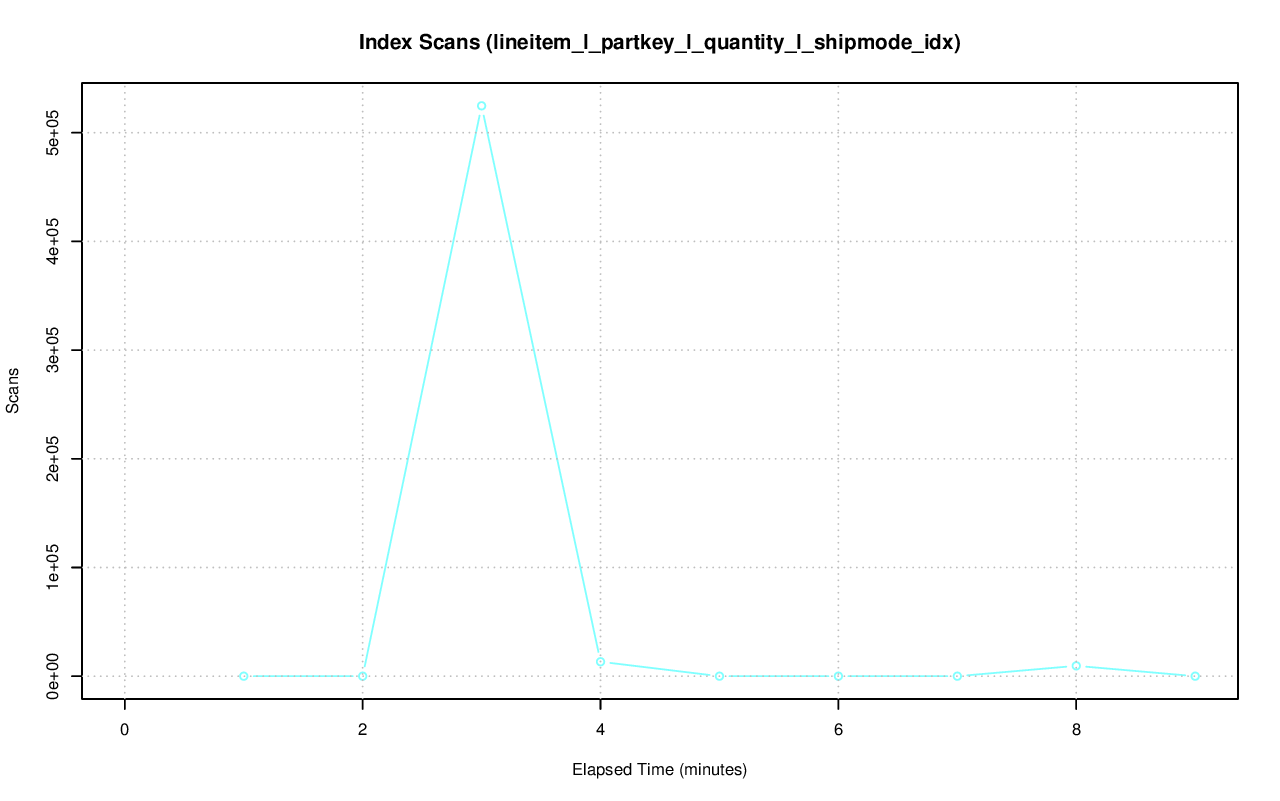 Index Scans (lineitem_l_partkey_l_quantity_l_shipmode_idx)
Scans
5e+05
4e+05
3e+05
2e+05
1e+05
0e+00
0 2 4 6 8
Elapsed Time (minutes)